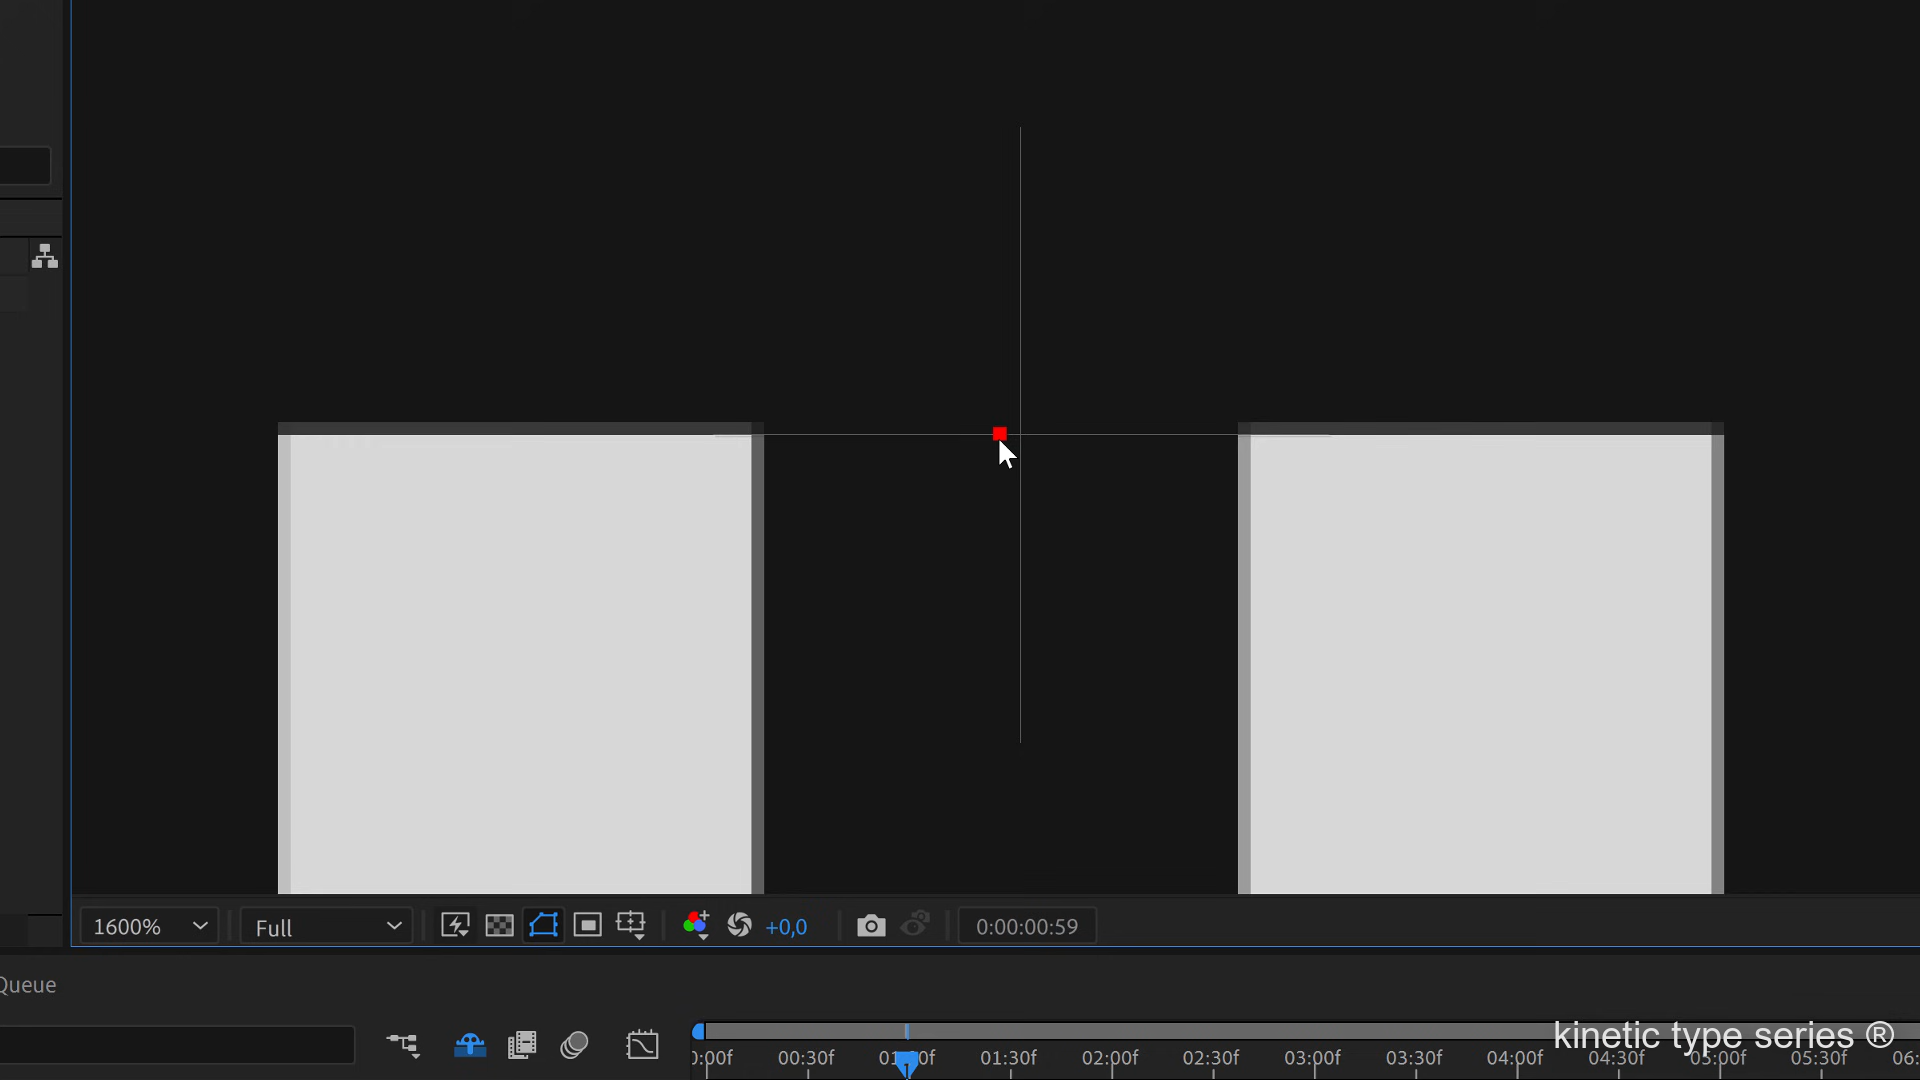 1600%
Full
+0,0
0:00:00:59
Queue
kinetic type series ®
0:00f 00:30f 01:00f 01:30f 02:00f 02:30f 03:00f 03:30f 04:00f 04:30f 05:00f 05:30f 06: